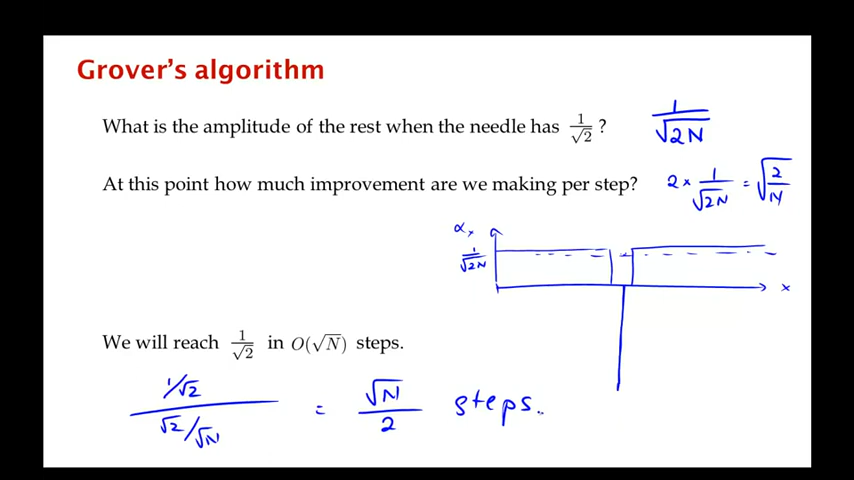 Grover's algorithm
What is the amplitude of the rest when the needle has 1/√2 ? 1/√2N
At this point how much improvement are we making per step? 2 × 1/√2N = √2/N
αₓ
1/√2N
x
We will reach 1/√2 in O(√N) steps.
1/√2 / √2/√N = √N/2 steps.